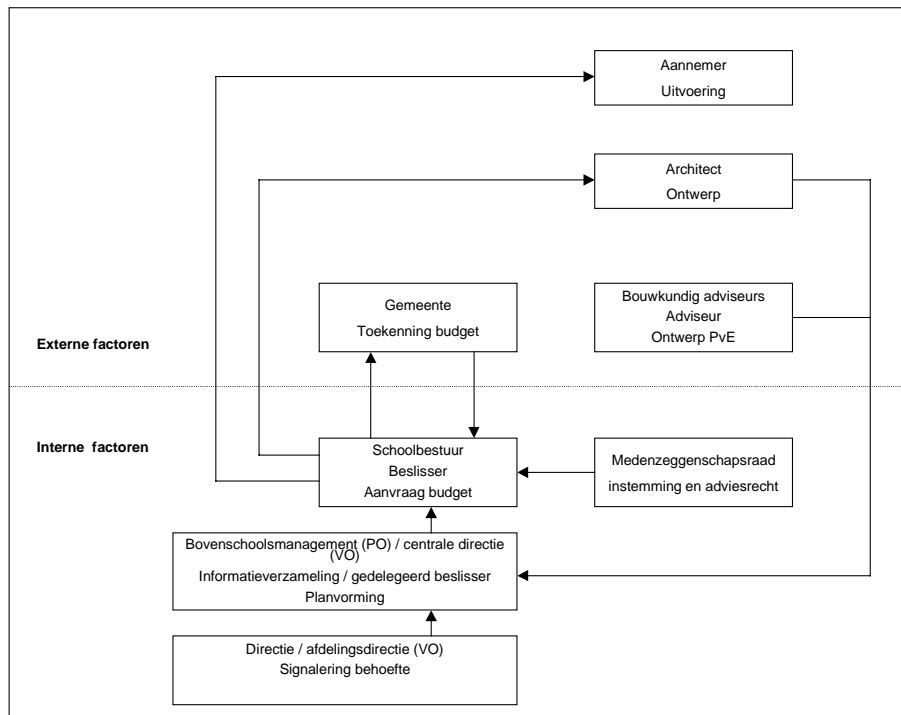 Aannemer
Uitvoering
Architect
Ontwerp
Gemeente
Toekenning budget
Bouwkundig adviseurs
Adviseur
Ontwerp PvE
Externe factoren
Interne factoren
Schoolbestuur
Beslisser
Aanvraag budget
Medenzeggenschapsraad
instemming en adviesrecht
Bovenschoolsmanagement (PO) / centrale directie
(VO)
Informatieverzameling / gedelegeerd beslisser
Planvorming
Directie / afdelingsdirectie (VO)
Signalering behoefte